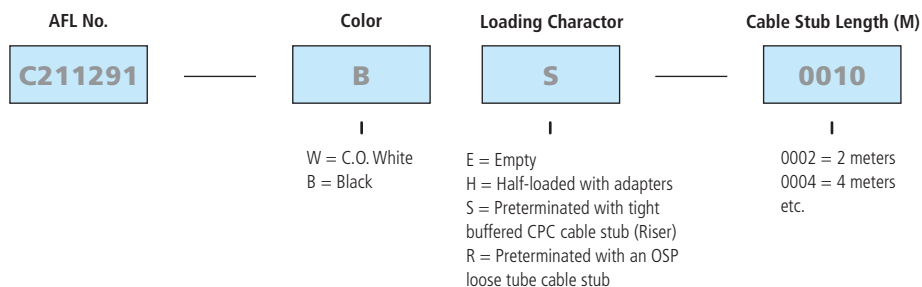 AFL No. Color Loading Charactor Cable Stub Length (M)
C211291 B S 0010
W = C.O. White
B = Black
E = Empty
H = Half-loaded with adapters
S = Preterminated with tight
buffered CPC cable stub (Riser)
R = Preterminated with an OSP
loose tube cable stub
0002 = 2 meters
0004 = 4 meters
etc.